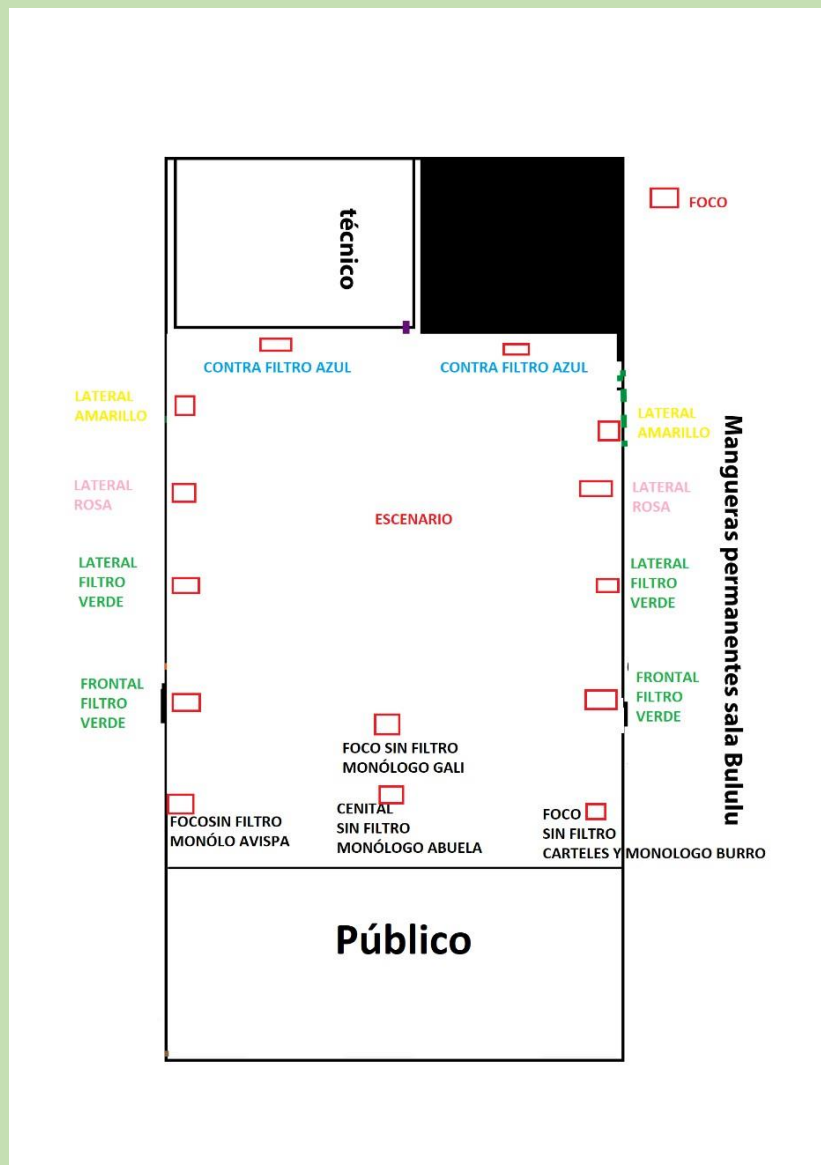 técnico
FOCO
CONTRA FILTRO AZUL
CONTRA FILTRO AZUL
LATERAL
AMARILLO
LATERAL
AMARILLO
LATERAL
ROSA
LATERAL
ROSA
ESCENARIO
LATERAL
FILTRO
VERDE
LATERAL
FILTRO
VERDE
Mangueras permanentes sala Bululu
FRONTAL
FILTRO
VERDE
FRONTAL
FILTRO
VERDE
FOCO SIN FILTRO
MONÓLOGO GALI
FOCOSIN FILTRO
MONÓLO AVISPA
CENITAL
SIN FILTRO
MONÓLOGO ABUELA
FOCO
SIN FILTRO
CARTELES Y MONOLOGO BURRO
Público